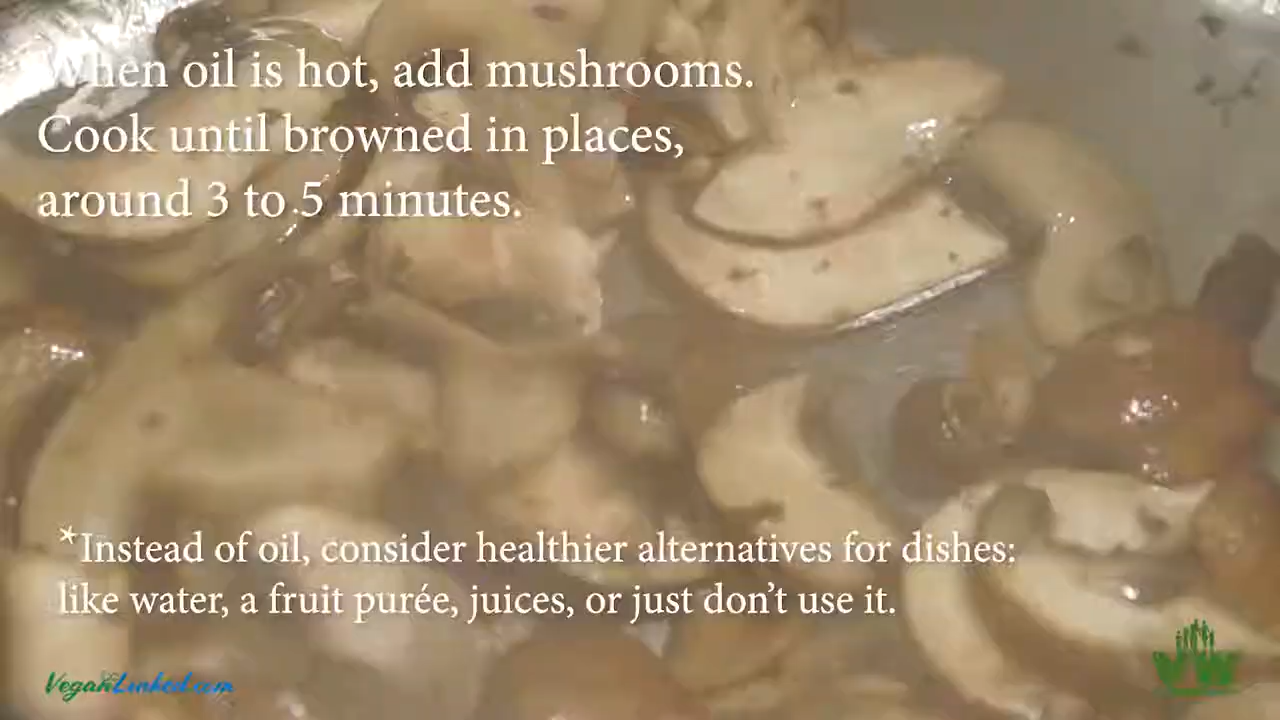 When oil is hot, add mushrooms.
Cook until browned in places,
around 3 to 5 minutes.
*Instead of oil, consider healthier alternatives for dishes:
like water, a fruit purée, juices, or just don't use it.
VeganLinked.com